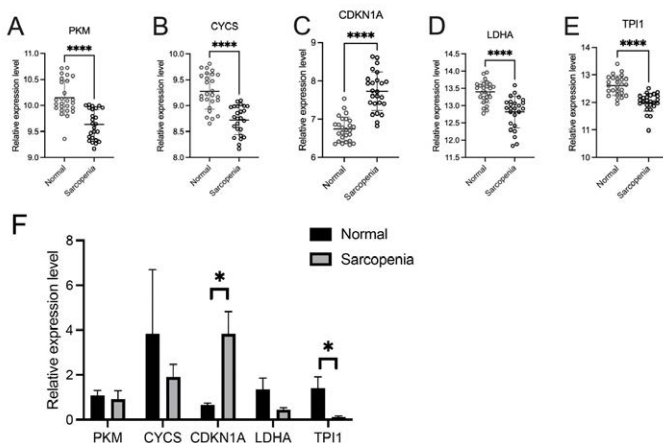 A
PKM
****
Relative expression level
10.5
10.0
9.5
9.0
Normal
Sarcopenia
B
CYCS
****
Relative expression level
10.0
9.5
9.0
8.5
8.0
Normal
Sarcopenia
C
CDKN1A
****
Relative expression level
9
8
7
6
Normal
Sarcopenia
D
LDHA
****
Relative expression level
14.5
14.0
13.5
13.0
12.5
12.0
11.5
Normal
Sarcopenia
E
TPI1
****
Relative expression level
15
14
13
12
11
10
Normal
Sarcopenia
F
Normal
Sarcopenia
Relative expression level
8
6
4
2
0
*
*
PKM CYCS CDKN1A LDHA TPI1